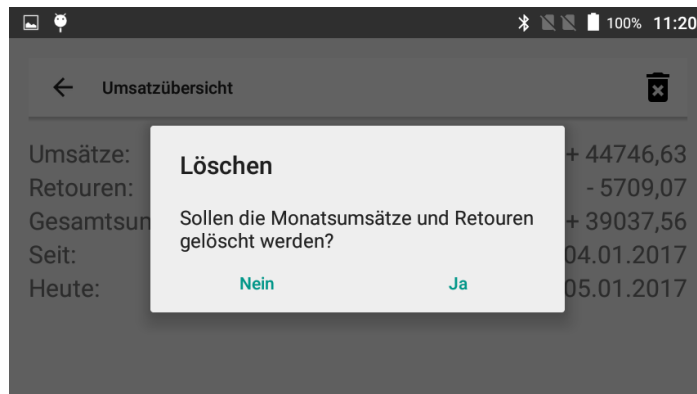 100% 11:20
Umsatzübersicht
Umsätze: + 44746,63
Retouren: - 5709,07
Gesamtsun + 39037,56
Seit: 04.01.2017
Heute: 05.01.2017
Löschen
Sollen die Monatsumsätze und Retouren
gelöscht werden?
Nein Ja